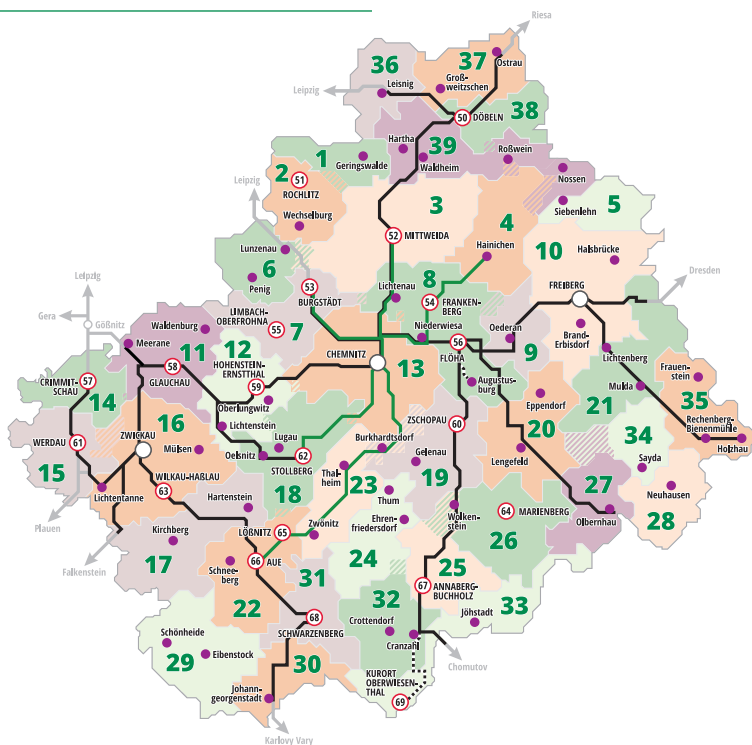 Riesa
36
37
Ostrau
Groß-
weitzschen
Leisnig
Leipzig
38
50
DÖBELN
Hartha
39
Waldheim
Roßwein
1
Geringswalde
2
51
ROCHLITZ
Nossen
Leipzig
3
5
Siebenlehn
Wechselburg
4
52
MITTWEIDA
10
Hainichen
Halsbrücke
Lunzenau
6
Penig
8
Dresden
Leipzig
53
BURGSTÄDT
Lichtenau
54
FRANKEN-
BERG
FREIBERG
Gera
Gößnitz
Waldenburg
LIMBACH-
OBERFROHNA
55
7
Niederwiesa
Oederan
Brand-
Erbisdorf
Meerane
11
12
HOHENSTEIN-
ERNSTTHAL
CHEMNITZ
56
FLÖHA
9
Lichtenberg
58
GLAUCHAU
59
13
57
CRIMMIT-
SCHAU
14
Augustus-
burg
Mulda
Frauen-
stein
35
Oberlungwitz
Eppendorf
21
16
Lichtenstein
ZSCHOPAU
60
20
Rechenberg-
Bienenmühle
WERDAU
61
ZWICKAU
Mülsen
Lugau
Burkhardtsdorf
34
Holzhau
Oelsnitz
62
STOLLBERG
Gelenau
Lengefeld
Sayda
15
WILKAU-HAßLAU
63
Thal-
heim
23
19
27
Neuhausen
Lichtentanne
18
Thum
Hartenstein
Wolken-
stein
64
MARIENBERG
Olbernhau
28
Plauen
Kirchberg
LÖßNITZ
65
Zwönitz
Ehren-
friedersdorf
26
Falkenstein
17
66
AUE
24
25
Schnee-
berg
31
67
ANNABERG-
BUCHHOLZ
22
32
33
68
SCHWARZENBERG
Crottendorf
Jöhstadt
Schönheide
29
Eibenstock
Cranzahl
30
Chomutov
KURORT
OBERWIESEN-
THAL
69
Johann-
georgenstadt
Karlovy Vary